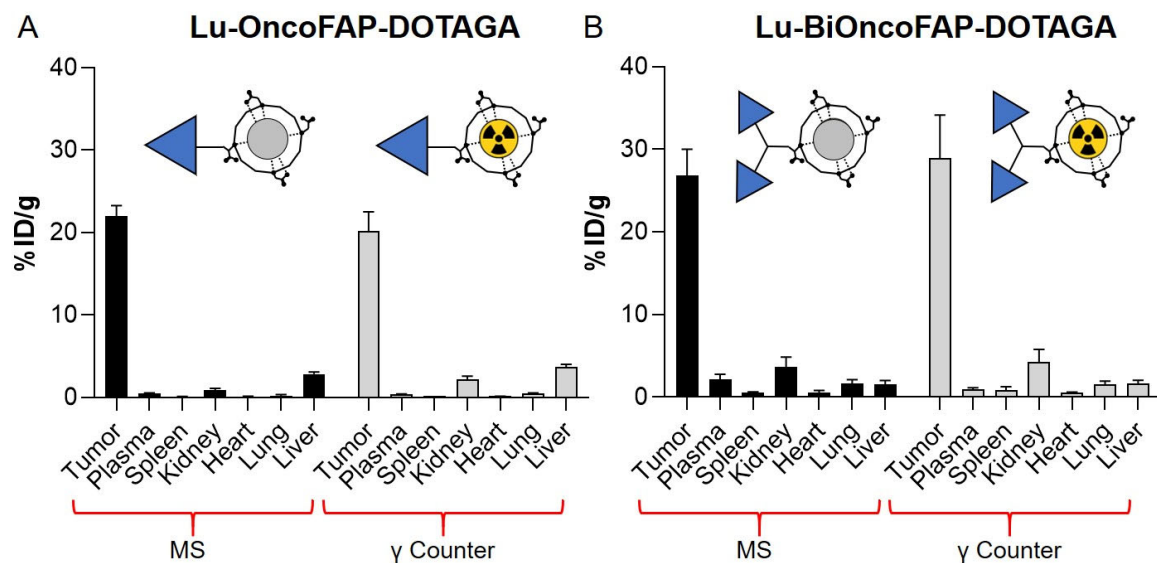 A
Lu-OncoFAP-DOTAGA
40
30
20
10
0
%ID/g
Tumor
Plasma
Spleen
Kidney
Heart
Lung
Liver
Tumor
Plasma
Spleen
Kidney
Heart
Lung
Liver
MS
γ Counter
B
Lu-BiOncoFAP-DOTAGA
40
30
20
10
0
%ID/g
Tumor
Plasma
Spleen
Kidney
Heart
Lung
Liver
Tumor
Plasma
Spleen
Kidney
Heart
Lung
Liver
MS
γ Counter